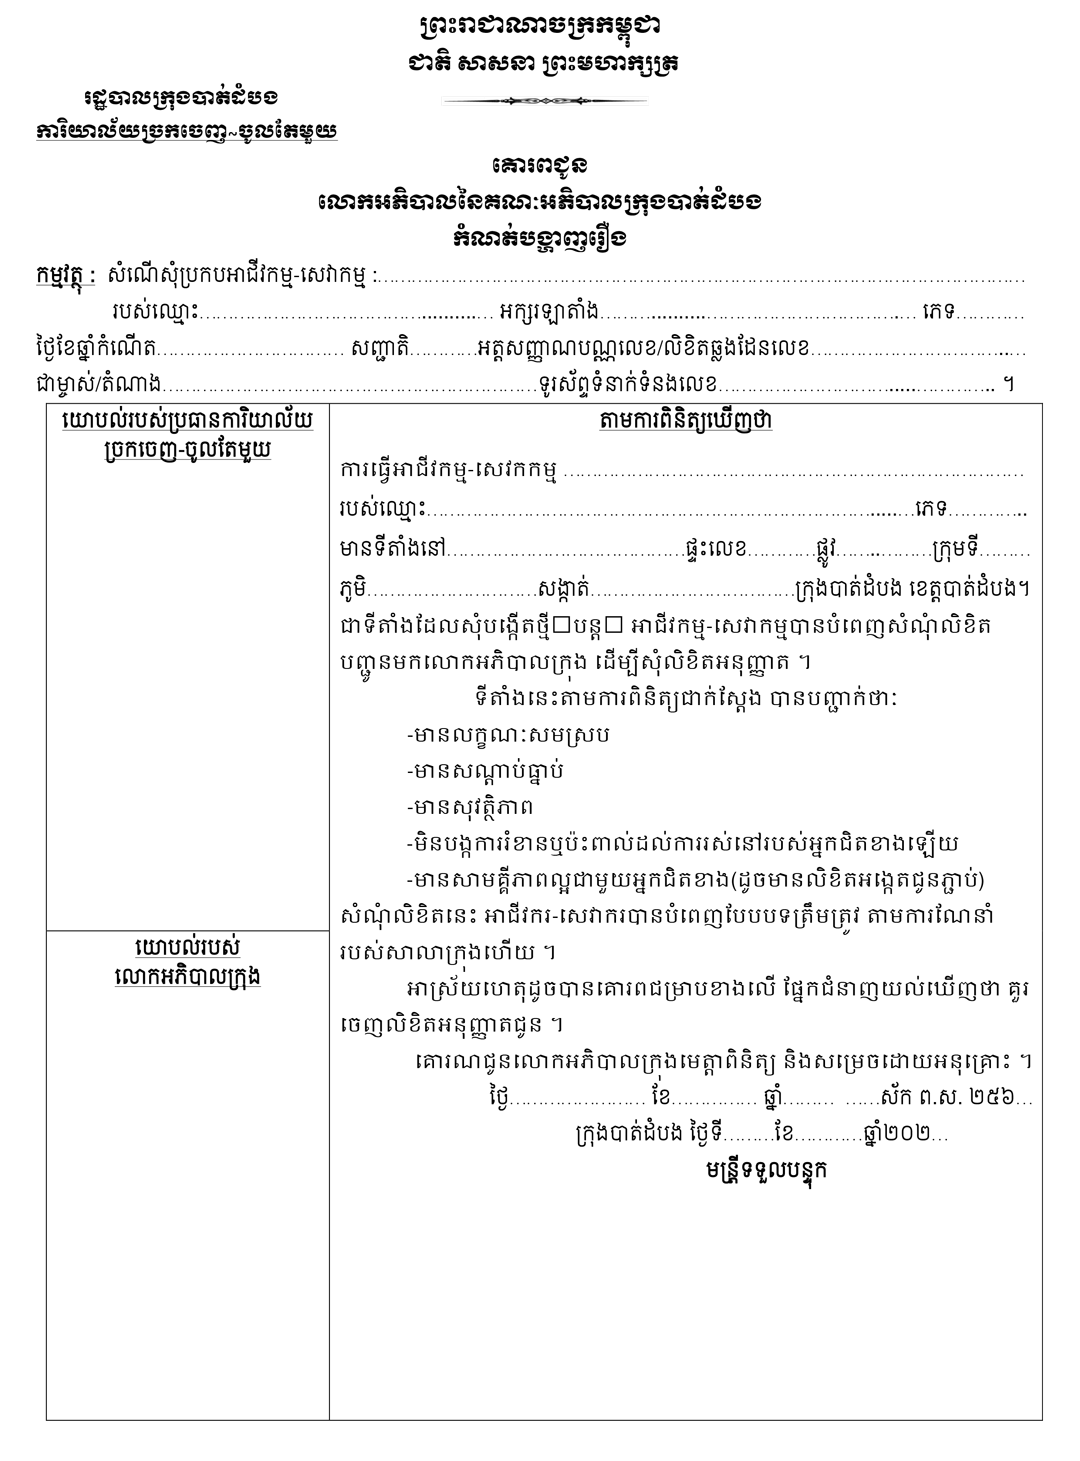 ព្រះរាជាណាចក្រកម្ពុជា
ជាតិ សាសនា ព្រះមហាក្សត្រ
រដ្ឋបាលក្រុងបាត់ដំបង
ការិយាល័យច្រកចេញ~ចូលតែមួយ
គោរពជូន
លោកអភិបាលនៃគណៈអភិបាលក្រុងបាត់ដំបង
កំណត់បង្ហាញរឿង
កម្មវត្ថុ : សំណើសុំប្រកបអាជីវកម្ម-សេវាកម្ម :........................................................
របស់ឈ្មោះ........................................ អក្សរឡាតាំង........................................ ភេទ............
ថ្ងៃខែឆ្នាំកំណើត.............................. សញ្ជាតិ............អត្តសញ្ញាណបណ្ណលេខ/លិខិតឆ្លងដែនលេខ....................................
ជាម្ចាស់/តំណាង............................................................ទូរស័ព្ទទំនាក់ទំនងលេខ............................................ ។
យោបល់របស់ប្រធានការិយាល័យ
ច្រកចេញ-ចូលតែមួយ
តាមការពិនិត្យឃើញថា
ការធ្វើអាជីវកម្ម-សេវកកម្ម ................................................................................
របស់ឈ្មោះ................................................................................ភេទ..............
មានទីតាំងនៅ........................................ផ្ទះលេខ............ផ្លូវ................ក្រុមទី.........
ភូមិ..............................សង្កាត់....................................ក្រុងបាត់ដំបង ខេត្តបាត់ដំបង។
ជាទីតាំងដែលសុំបង្កើតថ្មី☐បន្ត☐ អាជីវកម្ម-សេវាកម្មបានបំពេញសំណុំលិខិត
បញ្ជូនមកលោកអភិបាលក្រុង ដើម្បីសុំលិខិតអនុញ្ញាត ។
ទីតាំងនេះតាមការពិនិត្យជាក់ស្តែង បានបញ្ជាក់ថាៈ
-មានលក្ខណៈសមស្រប
-មានសណ្តាប់ធ្នាប់
-មានសុវត្ថិភាព
-មិនបង្កការរំខានឬប៉ះពាល់ដល់ការរស់នៅរបស់អ្នកជិតខាងឡើយ
-មានសាមគ្គីភាពល្អជាមួយអ្នកជិតខាង(ដូចមានលិខិតអង្កេតជូនភ្ជាប់)
សំណុំលិខិតនេះ អាជីវករ-សេវាករបានបំពេញបែបបទត្រឹមត្រូវ តាមការណែនាំ
របស់សាលាក្រុងហើយ ។
អាស្រ័យហេតុដូចបានគោរពជម្រាបខាងលើ ផ្នែកជំនាញយល់ឃើញថា គួរ
ចេញលិខិតអនុញ្ញាតជូន ។
គោរណជូនលោកអភិបាលក្រុងមេត្តាពិនិត្យ និងសម្រេចដោយអនុគ្រោះ ។
ថ្ងៃ........................ ខែ............... ឆ្នាំ......... ......ស័ក ព.ស. ២៥៦...
ក្រុងបាត់ដំបង ថ្ងៃទី.........ខែ............ឆ្នាំ២០២...
មន្ត្រីទទួលបន្ទុក
យោបល់របស់
លោកអភិបាលក្រុង